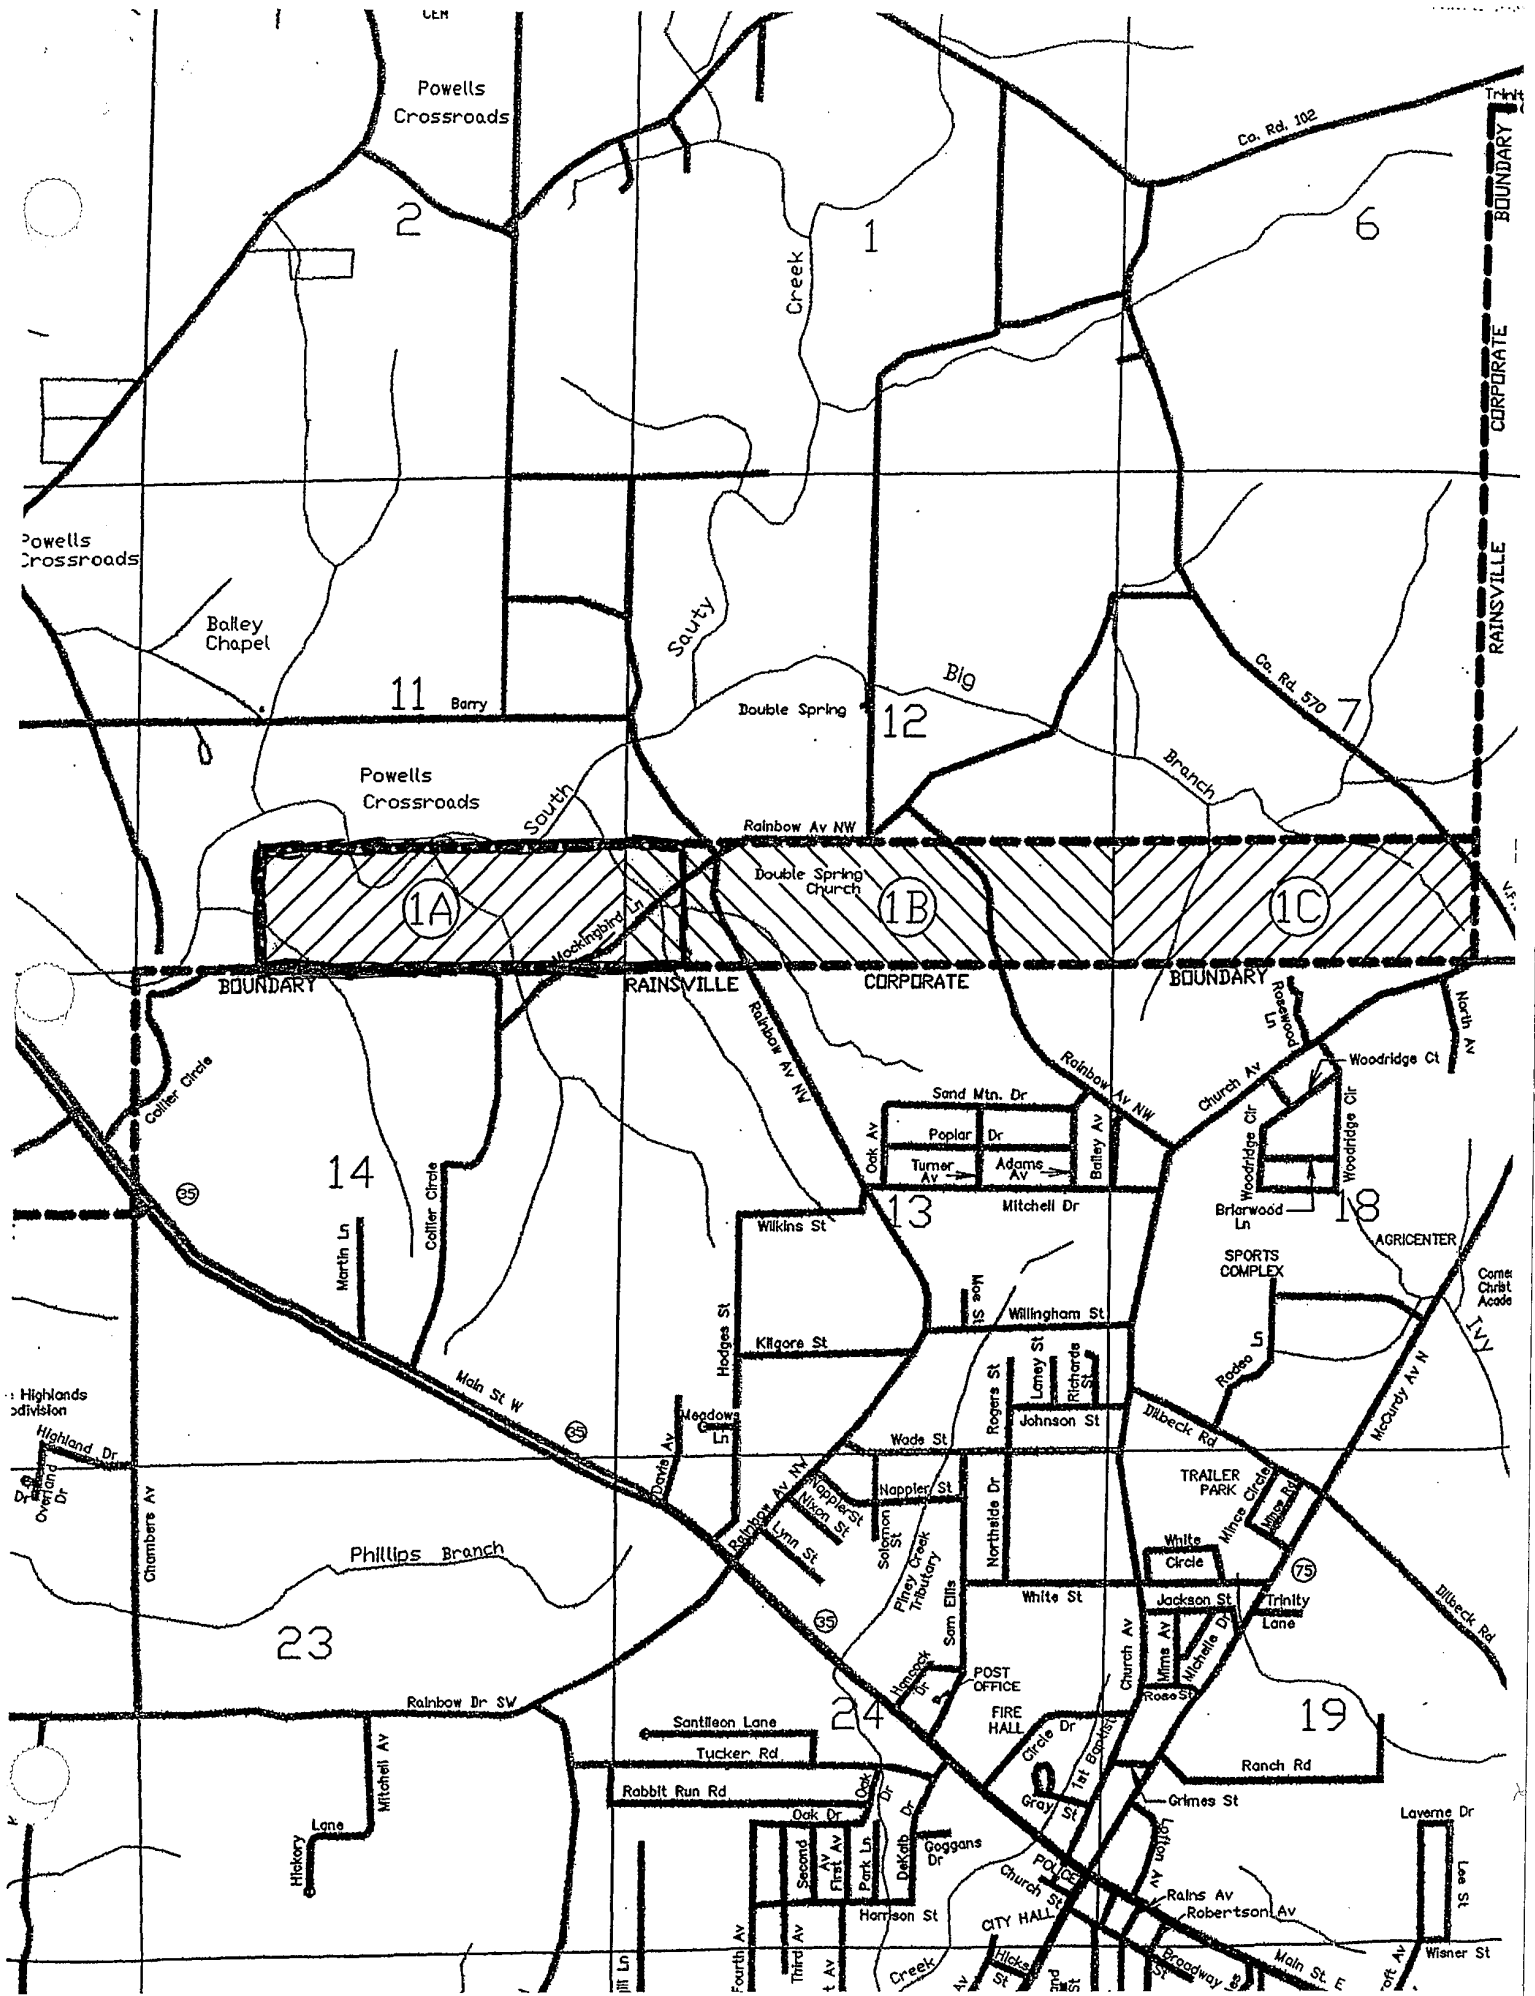 CEM
Powells
Crossroads
Trinit
BOUNDARY
Co. Rd. 102
2
1
6
Creek
CORPORATE
Powells
Crossroads
RAINSVILLE
Bailey
Chapel
Sauty
11
Barry
Big
Double Spring
12
Co. Rd. 570
7
Branch
Powells
Crossroads
South
Rainbow Av NW
Double Spring
Church
1A
1B
1C
Mockingbird Ln
BOUNDARY
RAINSVILLE
CORPORATE
BOUNDARY
Rosewood
Ln
North Av
Rainbow Av NW
Collier Circle
Rainbow Av NW
Woodridge Ct
Church Av
Sand Mtn. Dr
Oak Av
Poplar Dr
Bailey Av
Woodridge Cir
Woodridge Cir
Turner
Av
Adams
Av
14
35
Collier Circle
13
Mitchell Dr
Briarwood
Ln
18
Wilkins St
Martin Ln
AGRICENTER
SPORTS
COMPLEX
Corner
Christ
Acade
Hodges St
Moe St
Willingham St
Ivy
Kilgore St
Rodeo
S
Main St W
Rogers St
Laney St
Richards
St
McCurdy Av N
Highlands
odivision
Highland Dr
Overland
Dr
Dr
35
Meadows
Ln
Davis Av
Johnson St
Dilbeck Rd
Wade St
TRAILER
PARK
Mince Circle
Mince Rd
Rainbow Av NW
Nappier St
Nappier St
Nixon St
Lynn St
Solomon
St
Northside Dr
Chambers Av
Phillips Branch
Piney Creek
Tributary
White
Circle
75
White St
Jackson St
Trinity
Lane
Dilbeck Rd
35
Sam Ellis
Church Av
Mims Av
Michelle Dr
23
Hancock
Dr
POST
OFFICE
Rose St
Rainbow Dr SW
24
FIRE
HALL
19
Santileon Lane
Circle Dr
1st Baptist
Tucker Rd
Ranch Rd
Mitchell Av
Rabbit Run Rd
Oak
Dr
Gray St
Grimes St
Oak Dr
Dr
Laverne Dr
Lane
Hickory
Second
Av
First Av
Park Ln
DeKalb
Goggans
Dr
Lofton Av
Lee St
POLICE
Church St
Rains Av
Robertson Av
Harrison St
CITY HALL
Fourth Av
Third Av
t Av
Creek
Hicks
St
Broadway
St
Main St. E
Wisner St